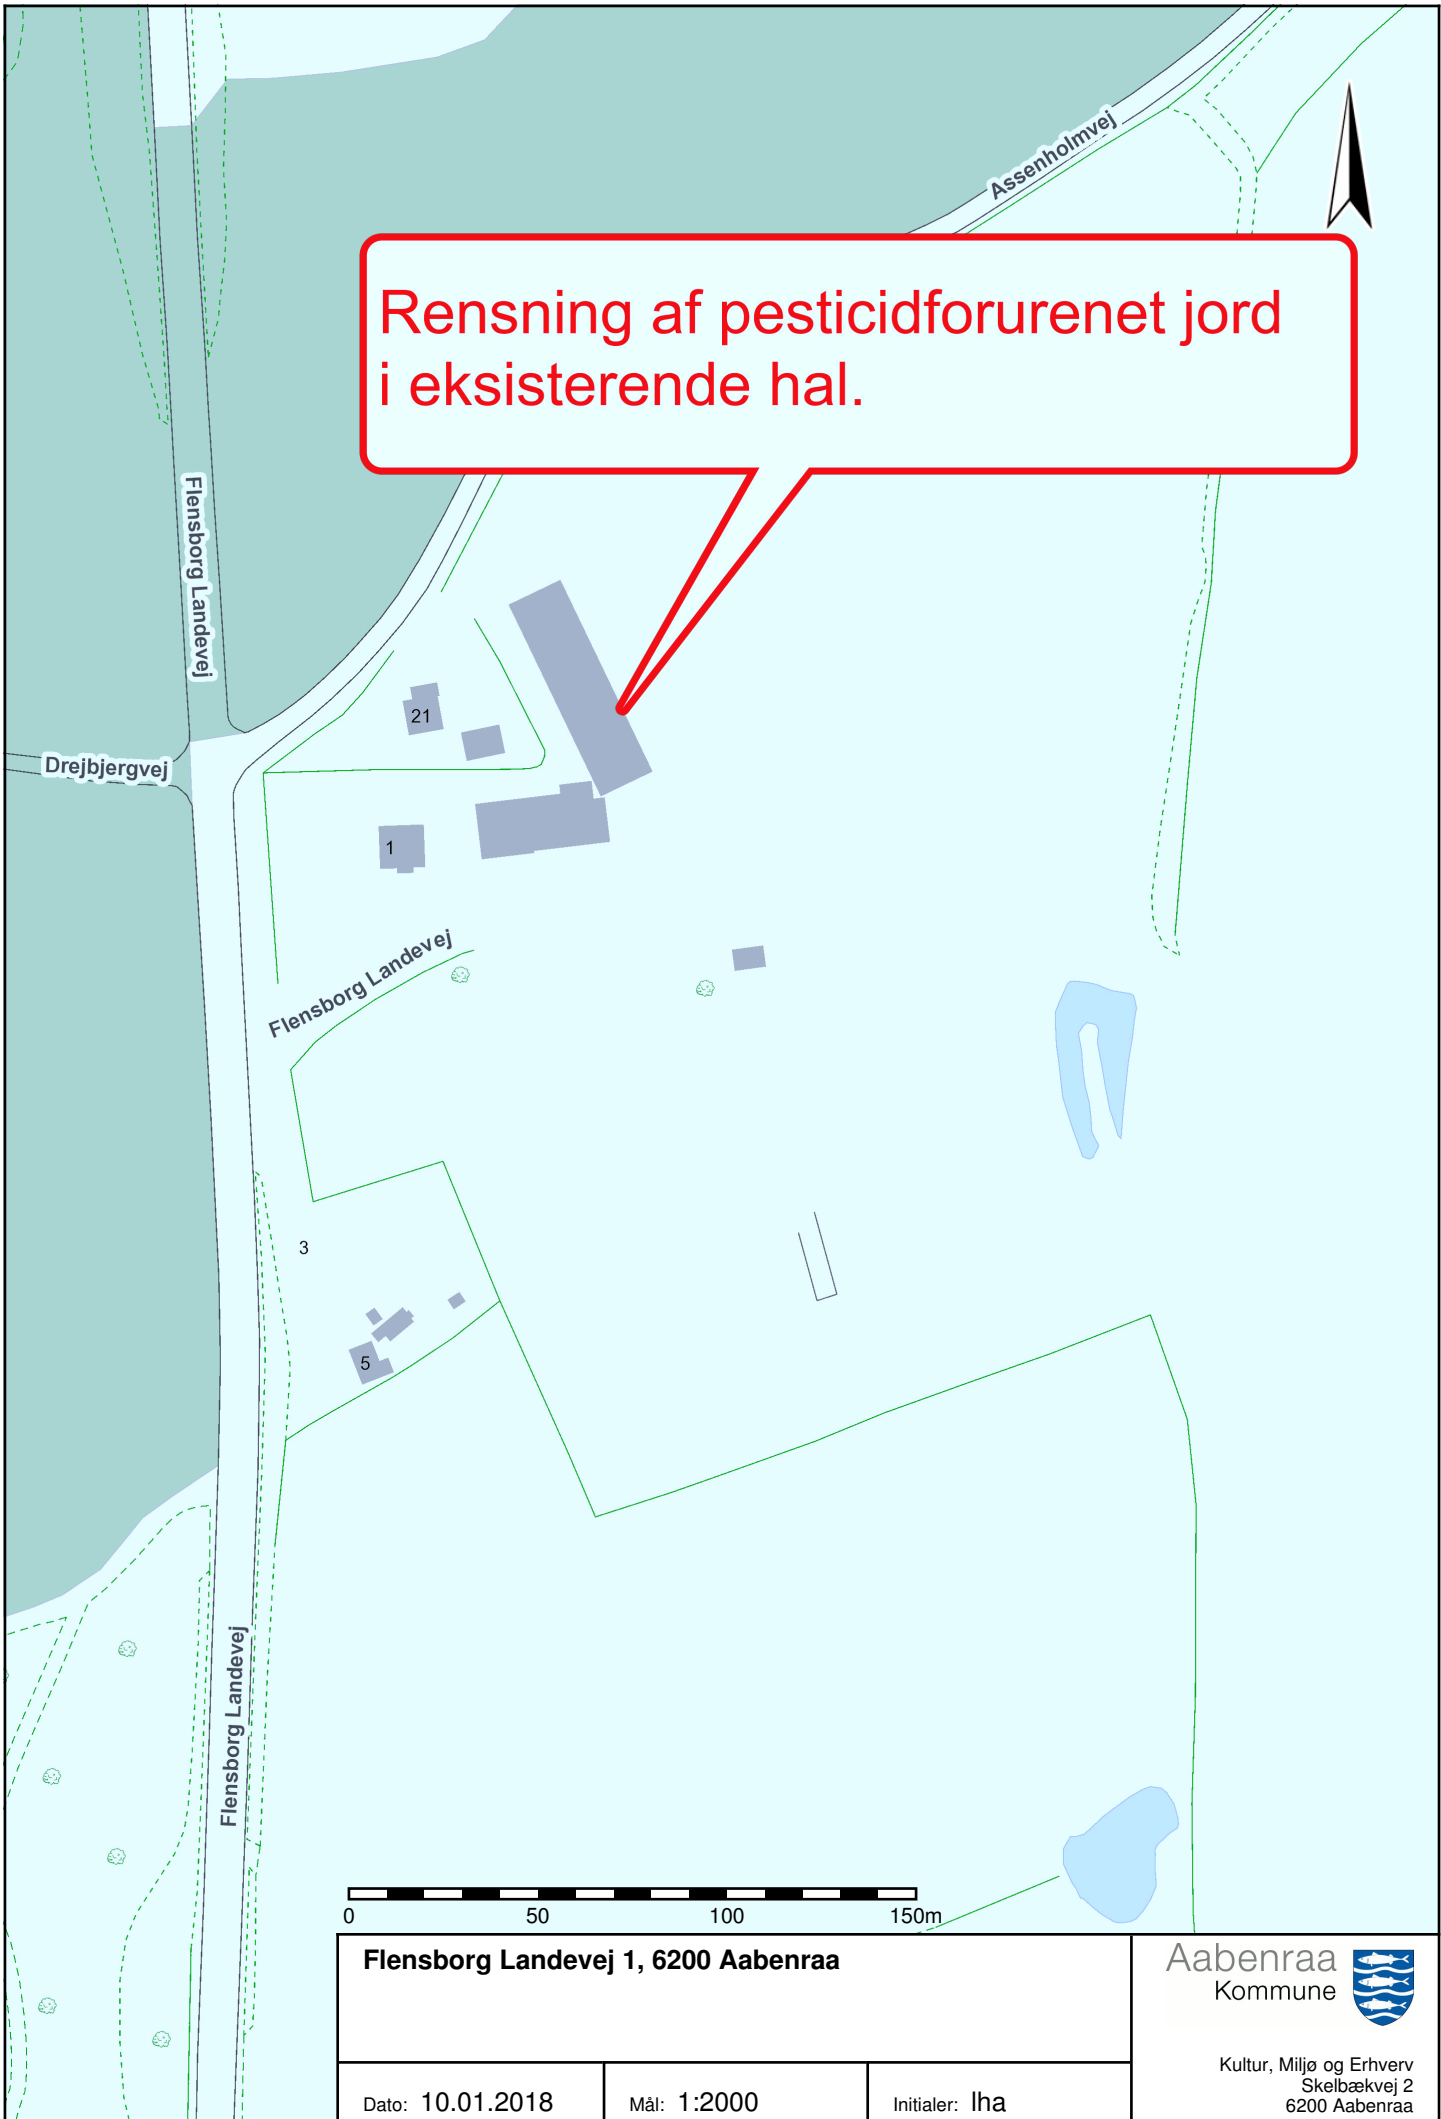 Assenholmvej
Rensning af pesticidforurenet jord
i eksisterende hal.
Flensborg Landevej
21
Drejbjergvej
1
Flensborg Landevej
3
5
Flensborg Landevej
0 50 100 150m
Flensborg Landevej 1, 6200 Aabenraa
Aabenraa
Kommune
Kultur, Miljø og Erhverv
Skelbækvej 2
6200 Aabenraa
Dato: 10.01.2018 Mål: 1:2000 Initialer: lha